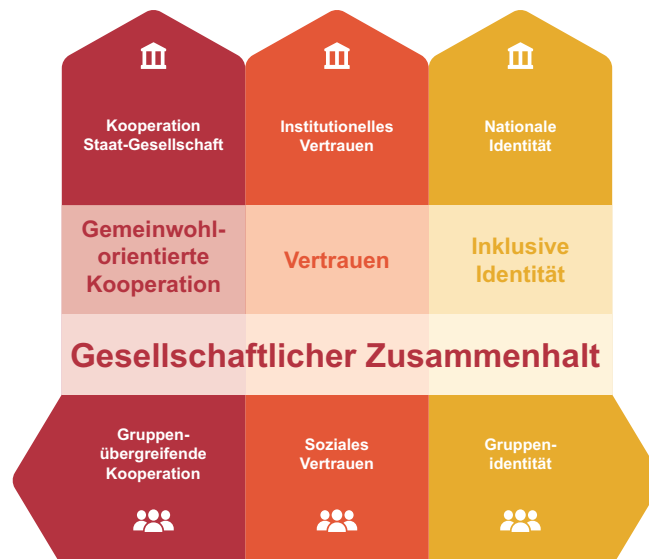 Kooperation
Staat-Gesellschaft
Institutionelles
Vertrauen
Nationale
Identität
Gemeinwohl-
orientierte
Kooperation
Vertrauen
Inklusive
Identität
Gesellschaftlicher Zusammenhalt
Gruppen-
übergreifende
Kooperation
Soziales
Vertrauen
Gruppen-
identität